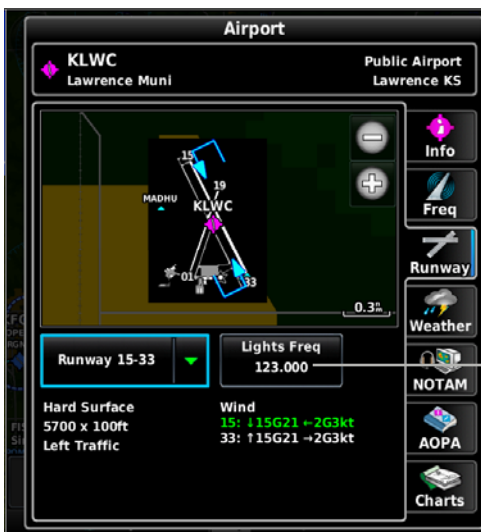 Airport
KLWC
Lawrence Muni
Public Airport
Lawrence KS
15
19
MADHU
KLWC
01
33
0.3
Info
Freq
Runway
Weather
NOTAM
AOPA
Charts
Runway 15-33
Lights Freq
123.000
Hard Surface
5700 x 100ft
Left Traffic
Wind
15: ↓15G21 ←2G3kt
33: ↑15G21 →2G3kt